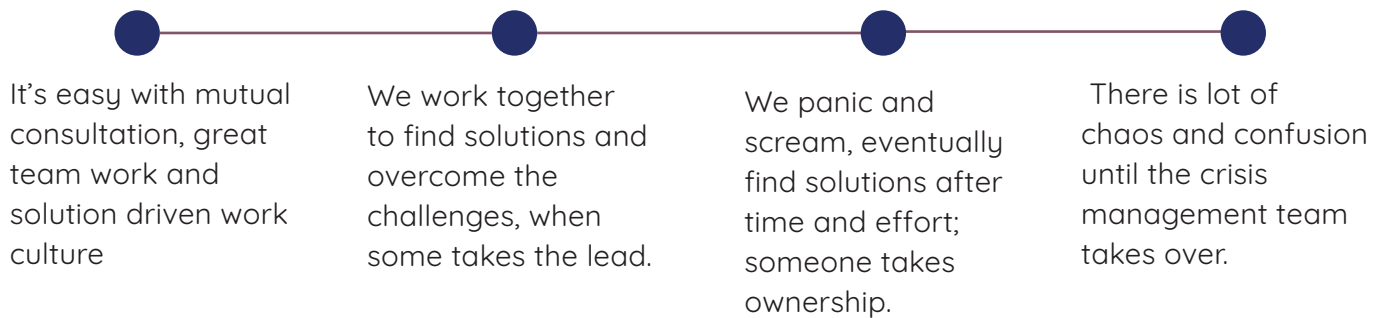 It’s easy with mutual
consultation, great
team work and
solution driven work
culture
We work together
to find solutions and
overcome the
challenges, when
some takes the lead.
We panic and
scream, eventually
find solutions after
time and effort;
someone takes
ownership.
There is lot of
chaos and confusion
until the crisis
management team
takes over.